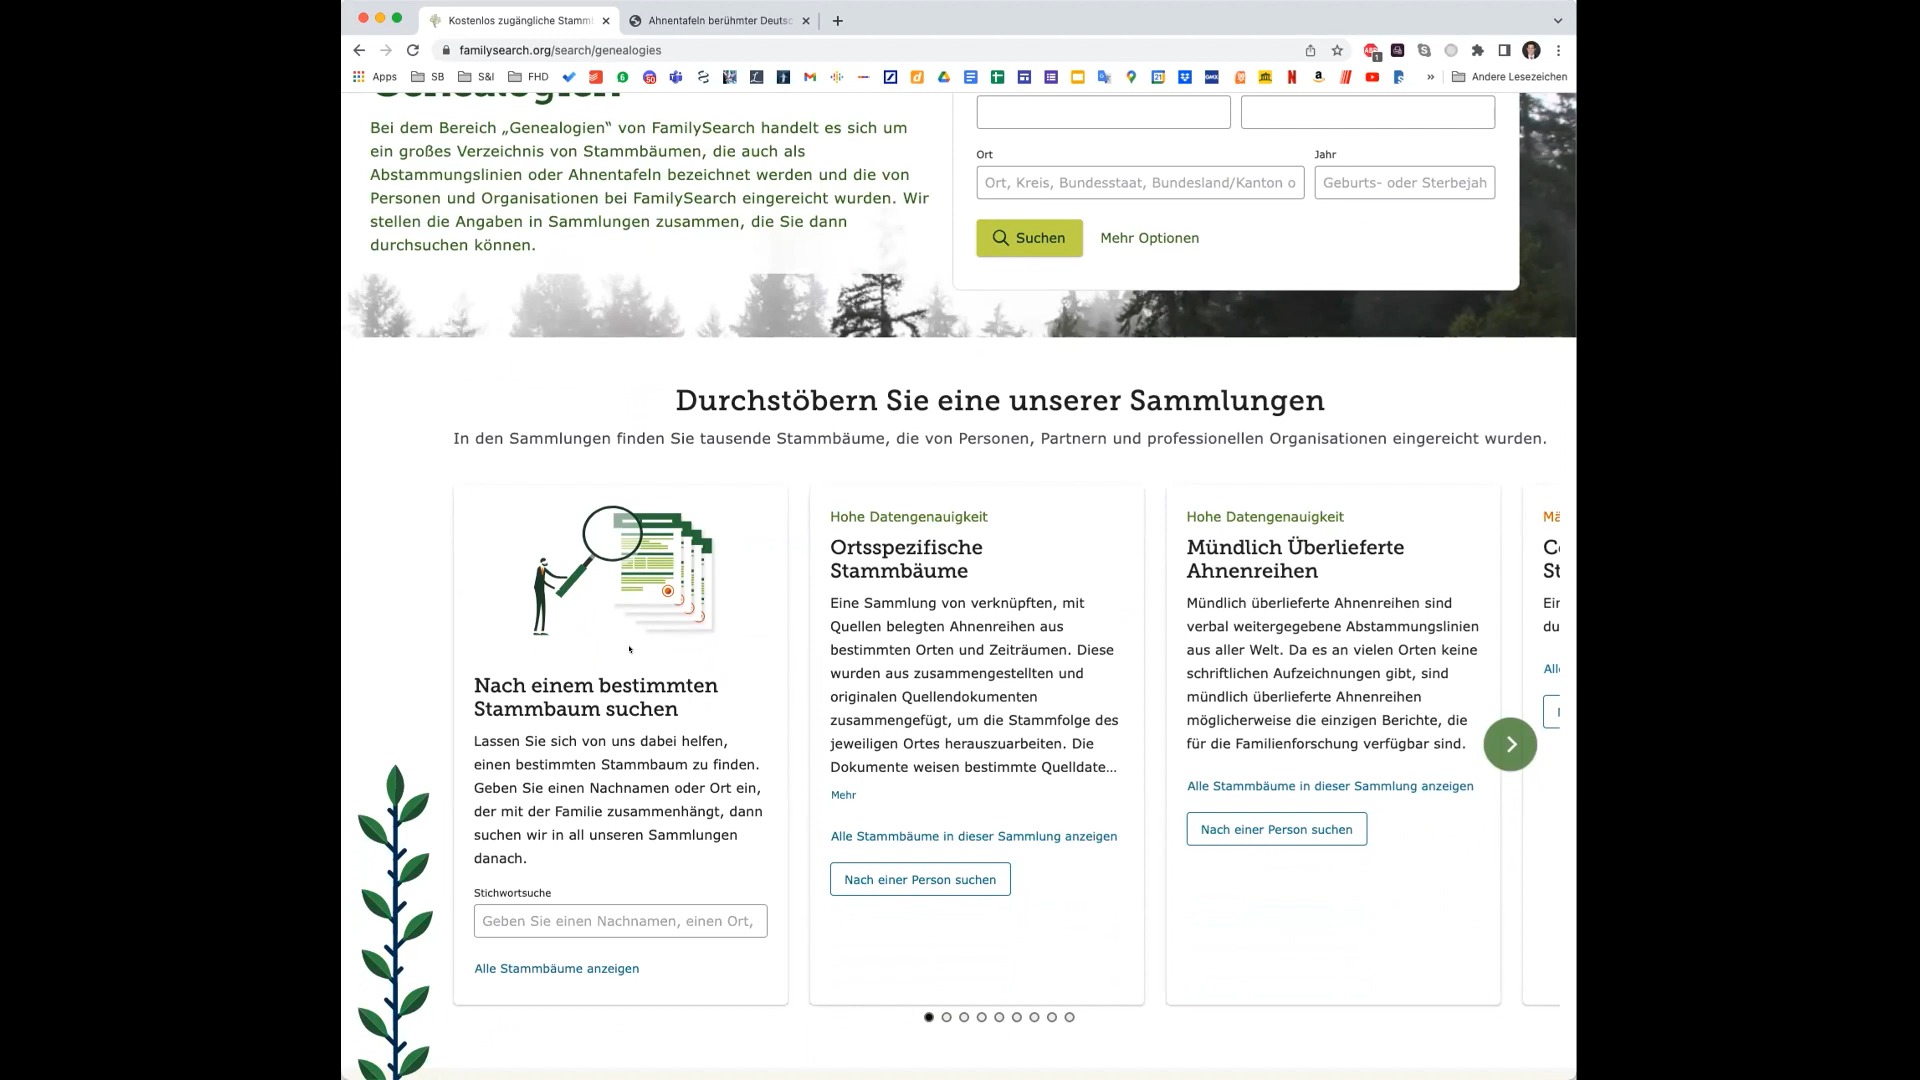 Kostenlos zugängliche Stamml
Ahnentafeln berühmter Deutsc
familysearch.org/search/genealogies
Apps
SB
S&I
FHD
Andere Lesezeichen
Genealogien
Bei dem Bereich „Genealogien“ von FamilySearch handelt es sich um
ein großes Verzeichnis von Stammbäumen, die auch als
Abstammungslinien oder Ahnentafeln bezeichnet werden und die von
Personen und Organisationen bei FamilySearch eingereicht wurden. Wir
stellen die Angaben in Sammlungen zusammen, die Sie dann
durchsuchen können.
Ort
Jahr
Ort, Kreis, Bundesstaat, Bundesland/Kanton o
Geburts- oder Sterbejah
Suchen
Mehr Optionen
Durchstöbern Sie eine unserer Sammlungen
In den Sammlungen finden Sie tausende Stammbäume, die von Personen, Partnern und professionellen Organisationen eingereicht wurden.
Nach einem bestimmten
Stammbaum suchen
Lassen Sie sich von uns dabei helfen,
einen bestimmten Stammbaum zu finden.
Geben Sie einen Nachnamen oder Ort ein,
der mit der Familie zusammenhängt, dann
suchen wir in all unseren Sammlungen
danach.
Stichwortsuche
Geben Sie einen Nachnamen, einen Ort,
Alle Stammbäume anzeigen
Hohe Datengenauigkeit
Ortsspezifische
Stammbäume
Eine Sammlung von verknüpften, mit
Quellen belegten Ahnenreihen aus
bestimmten Orten und Zeiträumen. Diese
wurden aus zusammengestellten und
originalen Quellendokumenten
zusammengefügt, um die Stammfolge des
jeweiligen Ortes herauszuarbeiten. Die
Dokumente weisen bestimmte Quelldate...
Mehr
Alle Stammbäume in dieser Sammlung anzeigen
Nach einer Person suchen
Hohe Datengenauigkeit
Mündlich Überlieferte
Ahnenreihen
Mündlich überlieferte Ahnenreihen sind
verbal weitergegebene Abstammungslinien
aus aller Welt. Da es an vielen Orten keine
schriftlichen Aufzeichnungen gibt, sind
mündlich überlieferte Ahnenreihen
möglicherweise die einzigen Berichte, die
für die Familienforschung verfügbar sind.
Alle Stammbäume in dieser Sammlung anzeigen
Nach einer Person suchen
Mä
St
du